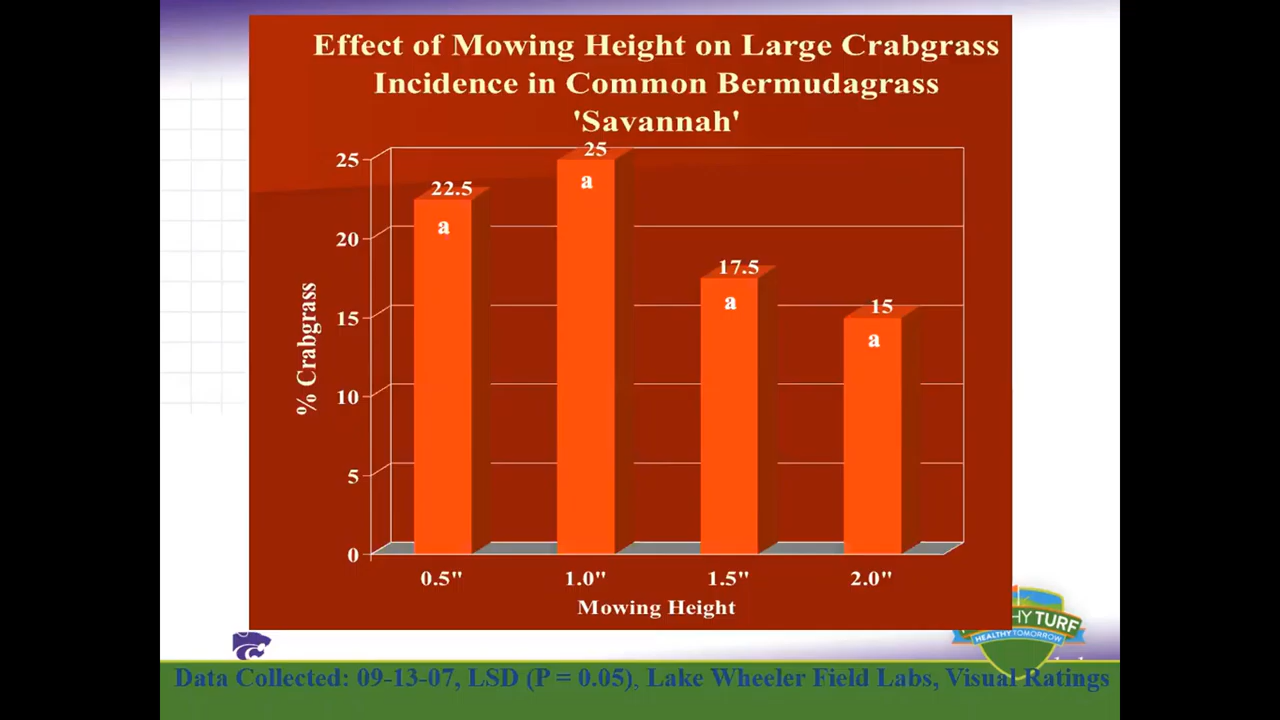 Effect of Mowing Height on Large Crabgrass
Incidence in Common Bermudagrass
'Savannah'
% Crabgrass
25
20
15
10
5
0
22.5
a
25
a
17.5
a
15
a
0.5"
1.0"
1.5"
2.0"
Mowing Height
TURF
HEALTHY TOMORROW
Data Collected: 09-13-07, LSD (P = 0.05), Lake Wheeler Field Labs, Visual Ratings